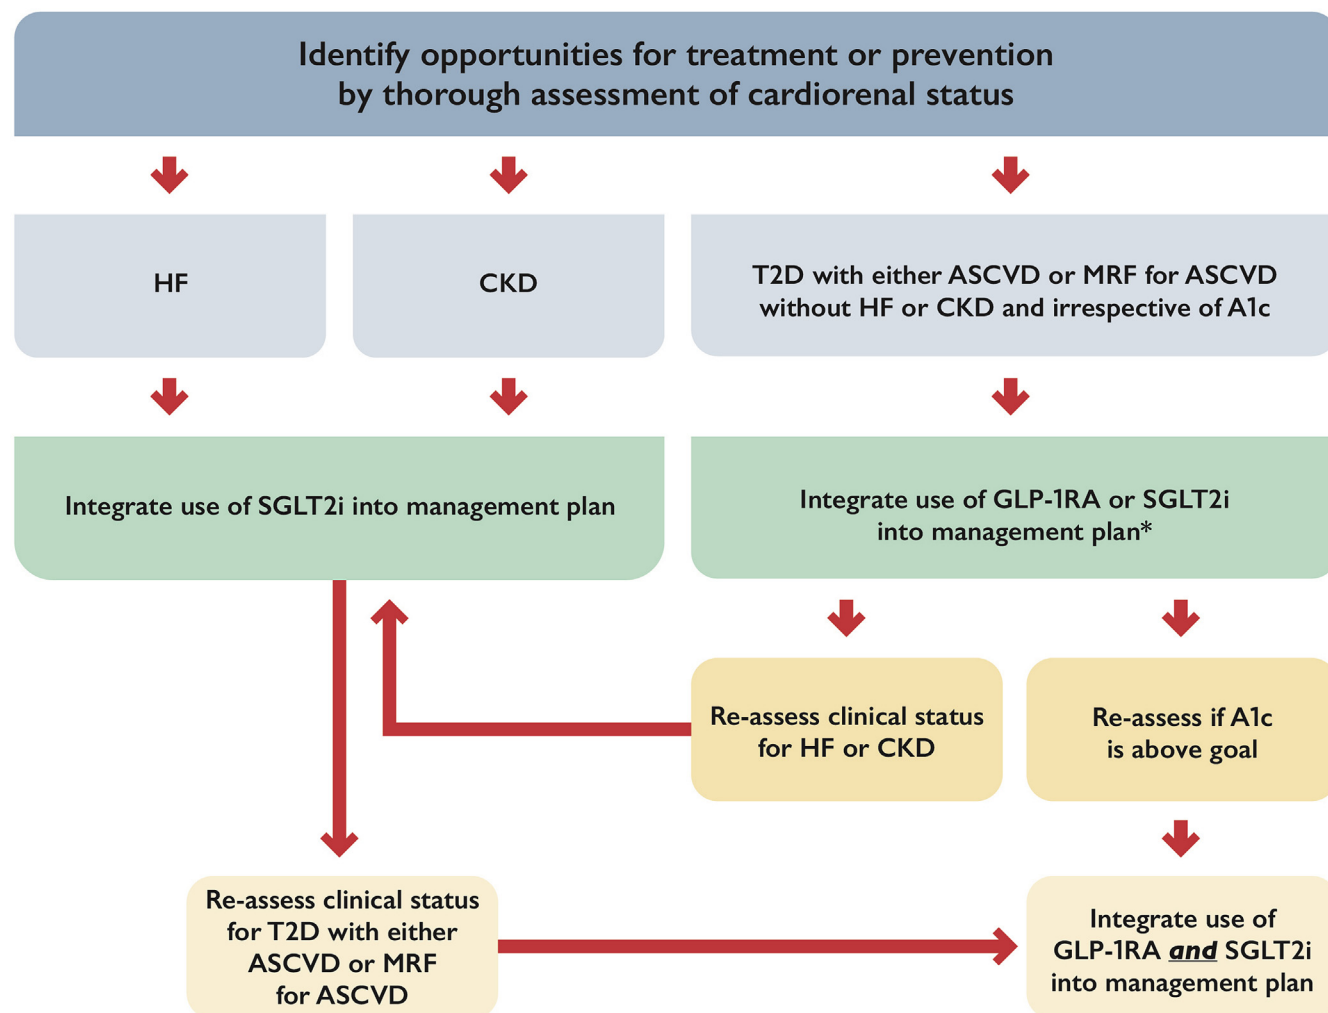 Identify opportunities for treatment or prevention
by thorough assessment of cardiorenal status
HF
CKD
T2D with either ASCVD or MRF for ASCVD
without HF or CKD and irrespective of A1c
Integrate use of SGLT2i into management plan
Integrate use of GLP-1RA or SGLT2i
into management plan*
Re-assess clinical status
for HF or CKD
Re-assess if A1c
is above goal
Re-assess clinical status
for T2D with either
ASCVD or MRF
for ASCVD
Integrate use of
GLP-1RA and SGLT2i
into management plan